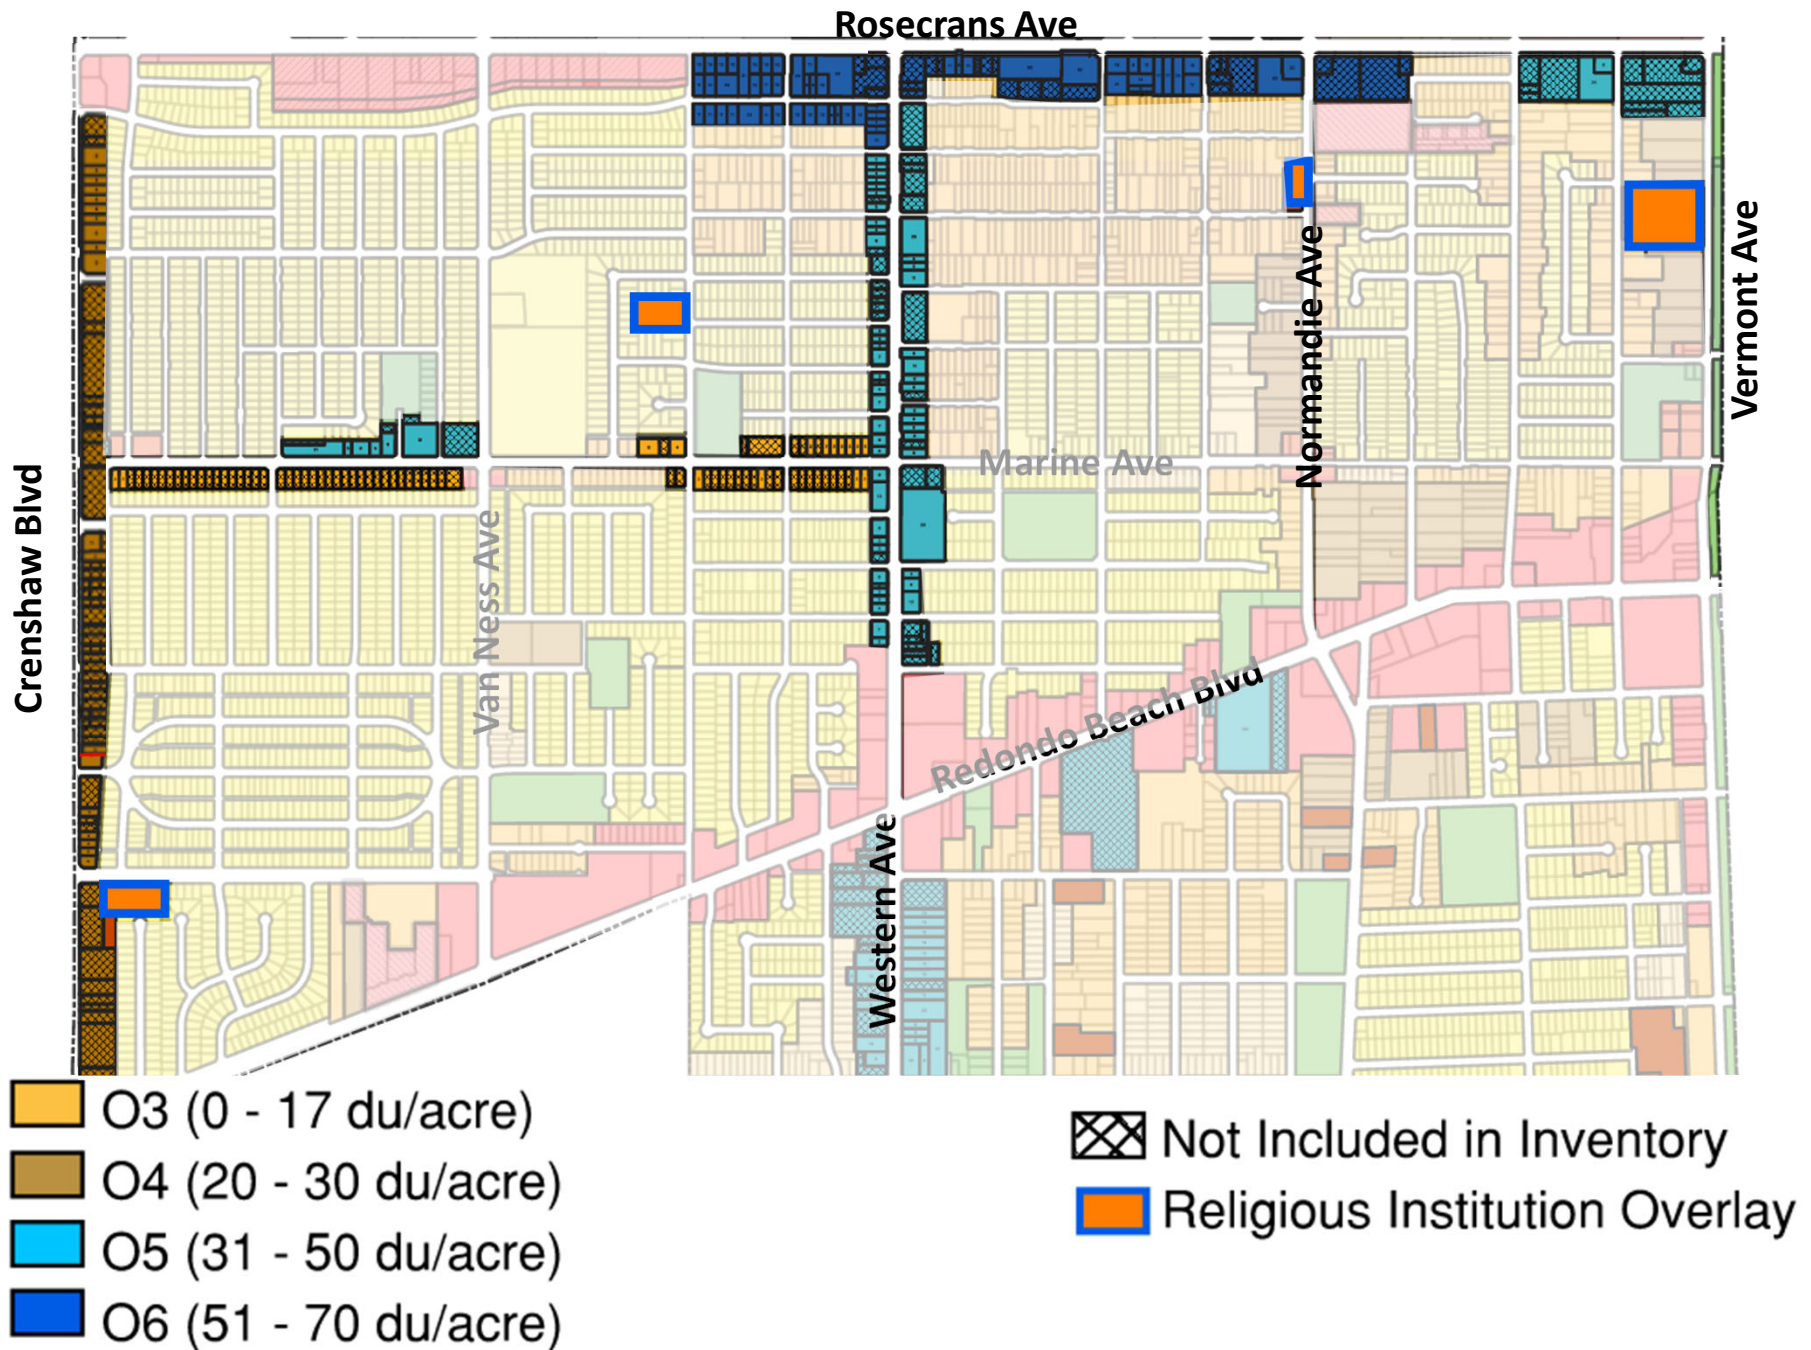 Rosecrans Ave
Vermont Ave
Normandie Ave
Marine Ave
Crenshaw Blvd
Van Ness Ave
Redondo Beach Blvd
Western Ave
O3 (0 - 17 du/acre)
O4 (20 - 30 du/acre)
O5 (31 - 50 du/acre)
O6 (51 - 70 du/acre)
Not Included in Inventory
Religious Institution Overlay